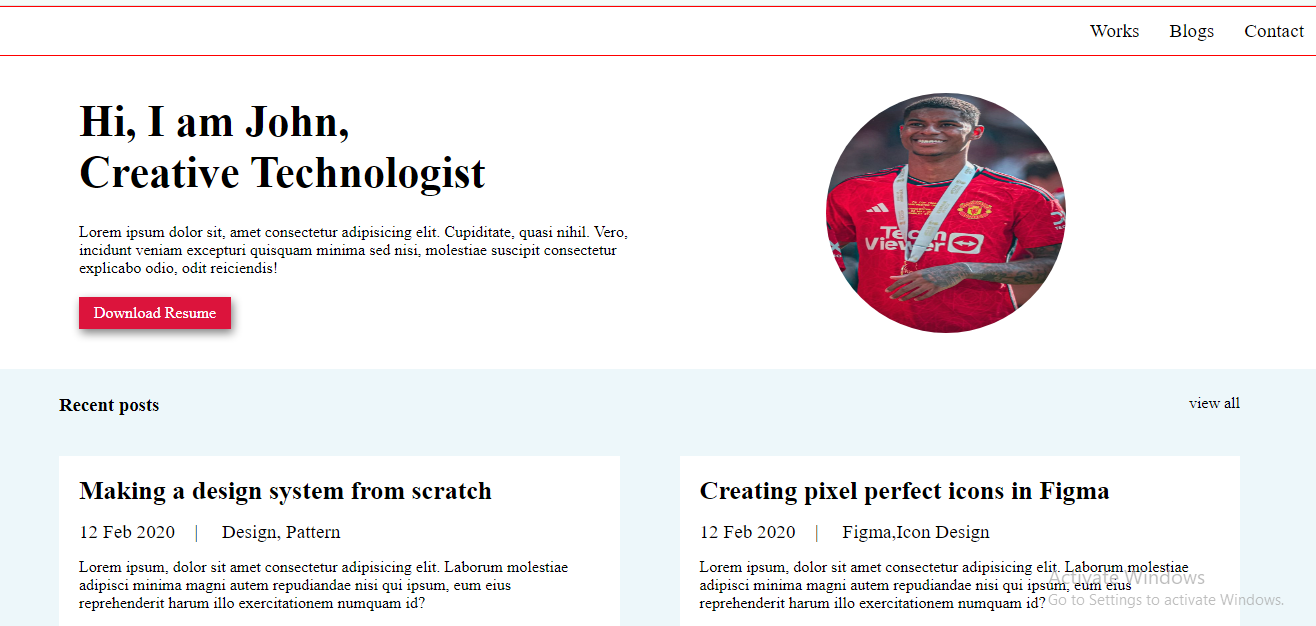 Works Blogs Contact
Hi, I am John,
Creative Technologist
Lorem ipsum dolor sit, amet consectetur adipisicing elit. Cupiditate, quasi nihil. Vero,
incidunt veniam excepturi quisquam minima sed nisi, molestiae suscipit consectetur
explicabo odio, odit reiciendis!
Download Resume
Team
Viewer
Recent posts
view all
Making a design system from scratch
12 Feb 2020 | Design, Pattern
Lorem ipsum, dolor sit amet consectetur adipisicing elit. Laborum molestiae
adipisci minima magni autem repudiandae nisi qui ipsum, eum eius
reprehenderit harum illo exercitationem numquam id?
Creating pixel perfect icons in Figma
12 Feb 2020 | Figma,Icon Design
Lorem ipsum, dolor sit amet consectetur adipisicing elit. Laborum molestiae
adipisci minima magni autem repudiandae nisi qui ipsum, eum eius
reprehenderit harum illo exercitationem numquam id?
Activate Windows
Go to Settings to activate Windows.